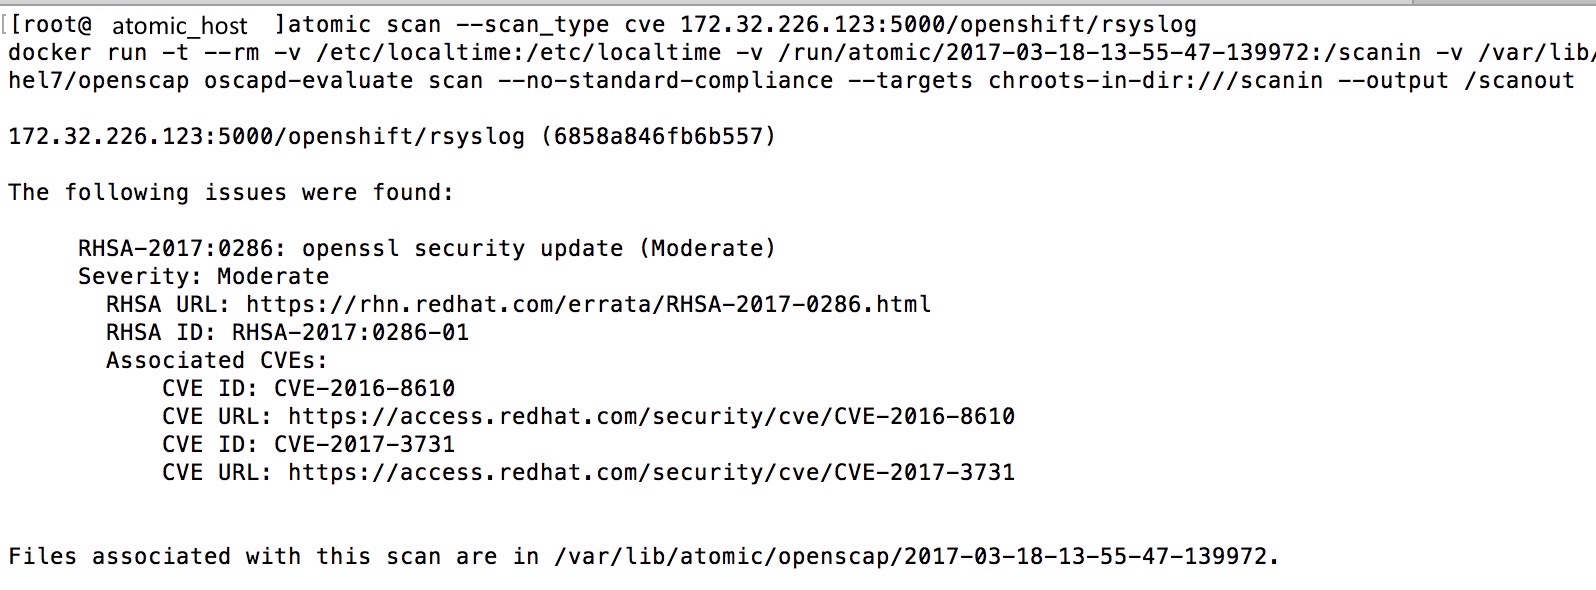 [[root@ atomic_host ]atomic scan --scan_type cve 172.32.226.123:5000/openshift/rsyslog
docker run -t --rm -v /etc/localtime:/etc/localtime -v /run/atomic/2017-03-18-13-55-47-139972:/scanin -v /var/lib/
hel7/openscap oscapd-evaluate scan --no-standard-compliance --targets chroots-in-dir:///scanin --output /scanout
172.32.226.123:5000/openshift/rsyslog (6858a846fb6b557)
The following issues were found:
RHSA-2017:0286: openssl security update (Moderate)
Severity: Moderate
RHSA URL: https://rhn.redhat.com/errata/RHSA-2017-0286.html
RHSA ID: RHSA-2017:0286-01
Associated CVEs:
CVE ID: CVE-2016-8610
CVE URL: https://access.redhat.com/security/cve/CVE-2016-8610
CVE ID: CVE-2017-3731
CVE URL: https://access.redhat.com/security/cve/CVE-2017-3731
Files associated with this scan are in /var/lib/atomic/openscap/2017-03-18-13-55-47-139972.